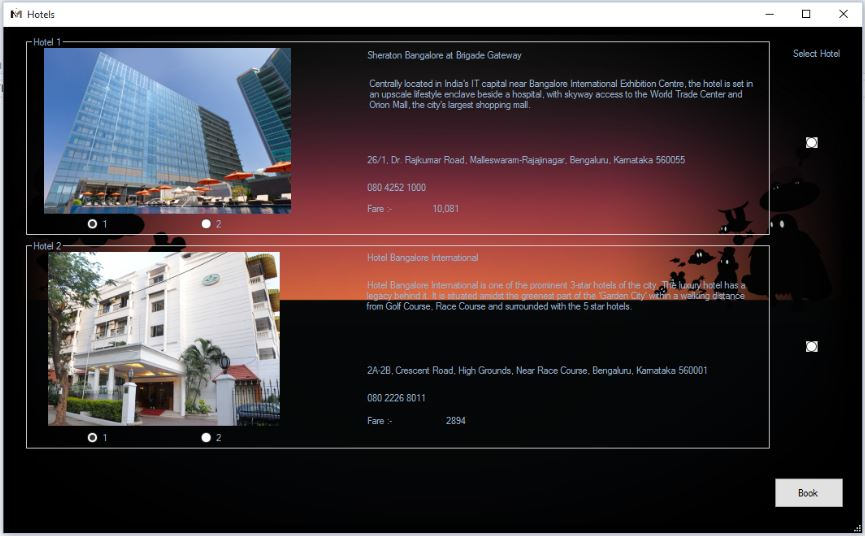 Hotels
Hotel 1
Sheraton Bangalore at Brigade Gateway
Select Hotel
Centrally located in India's IT capital near Bangalore International Exhibition Centre, the hotel is set in
an upscale lifestyle enclave beside a hospital, with skyway access to the World Trade Center and
Orion Mall, the city's largest shopping mall.
26/1, Dr. Rajkumar Road, Malleswaram-Rajajinagar, Bengaluru, Karnataka 560055
080 4252 1000
Fare :- 10,081
1 2
Hotel 2
Hotel Bangalore International
Hotel Bangalore International is one of the prominent 3-star hotels of the city. The luxury hotel has a
legacy behind it. It is situated amidst the greenest part of the 'Garden City' within a walking distance
from Golf Course, Race Course and surrounded with the 5 star hotels.
2A-2B, Crescent Road, High Grounds, Near Race Course, Bengaluru, Karnataka 560001
080 2226 8011
Fare :- 2894
1 2
Book